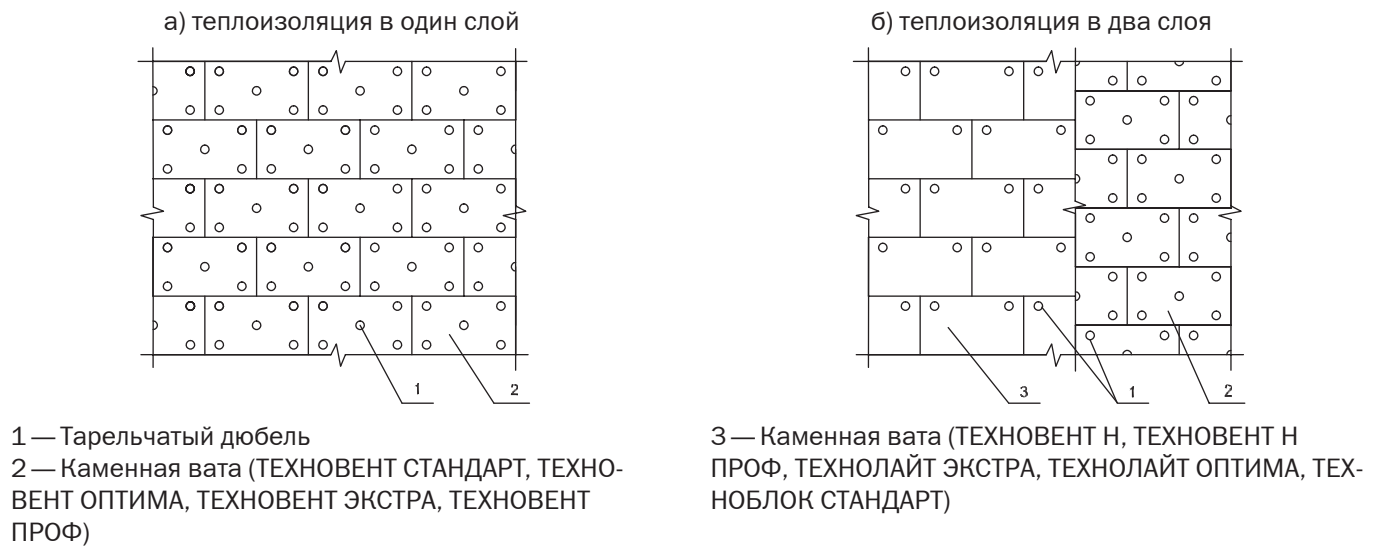 а) теплоизоляция в один слой
б) теплоизоляция в два слоя
1
2
3
1
2
1 — Тарельчатый дюбель
2 — Каменная вата (ТЕХНОВЕНТ СТАНДАРТ, ТЕХНО-
ВЕНТ ОПТИМА, ТЕХНОВЕНТ ЭКСТРА, ТЕХНОВЕНТ
ПРОФ)
3 — Каменная вата (ТЕХНОВЕНТ Н, ТЕХНОВЕНТ Н
ПРОФ, ТЕХНОЛАЙТ ЭКСТРА, ТЕХНОЛАЙТ ОПТИМА, ТЕХ-
НОБЛОК СТАНДАРТ)